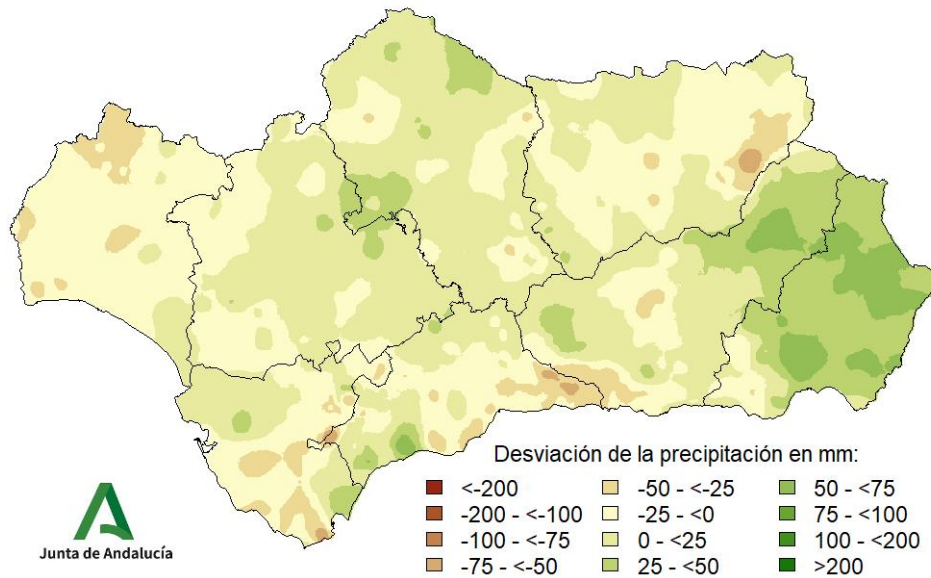 Desviación de la precipitación en mm:
<-200
-200 - <-100
-100 - <-75
-75 - <-50
-50 - <-25
-25 - <0
0 - <25
25 - <50
50 - <75
75 - <100
100 - <200
>200
Junta de Andalucía